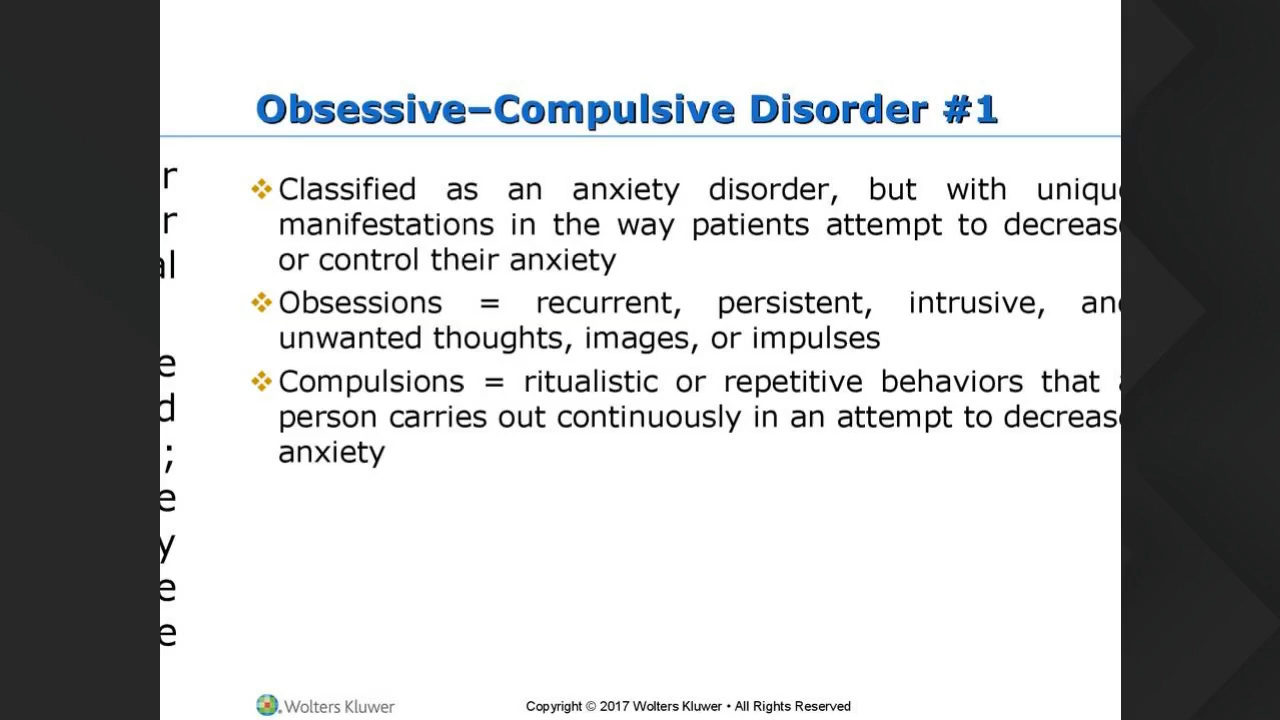 Obsessive–Compulsive Disorder #1
r
r
al
e
d
;
e
y
e
e
❖Classified as an anxiety disorder, but with uniqu
manifestations in the way patients attempt to decreas
or control their anxiety
❖Obsessions = recurrent, persistent, intrusive, an
unwanted thoughts, images, or impulses
❖Compulsions = ritualistic or repetitive behaviors that
person carries out continuously in an attempt to decreas
anxiety
Wolters Kluwer
Copyright © 2017 Wolters Kluwer • All Rights Reserved